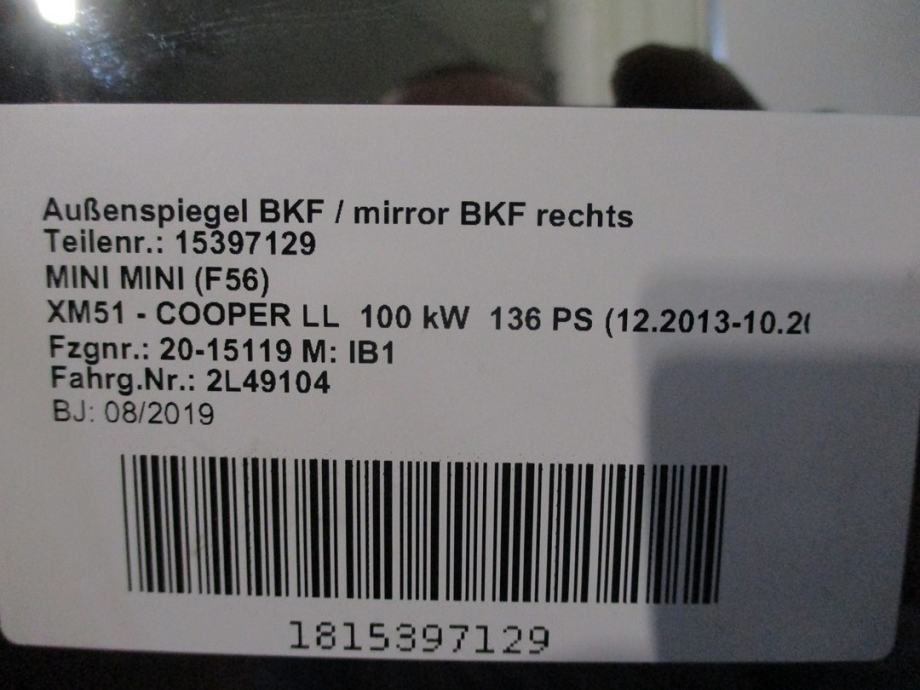 Außenspiegel BKF / mirror BKF rechts
Teilenr.: 15397129
MINI MINI (F56)
XM51 - COOPER LL 100 kW 136 PS (12.2013-10.20
Fzgnr.: 20-15119 M: IB1
Fahrg.Nr.: 2L49104
BJ: 08/2019
1815397129